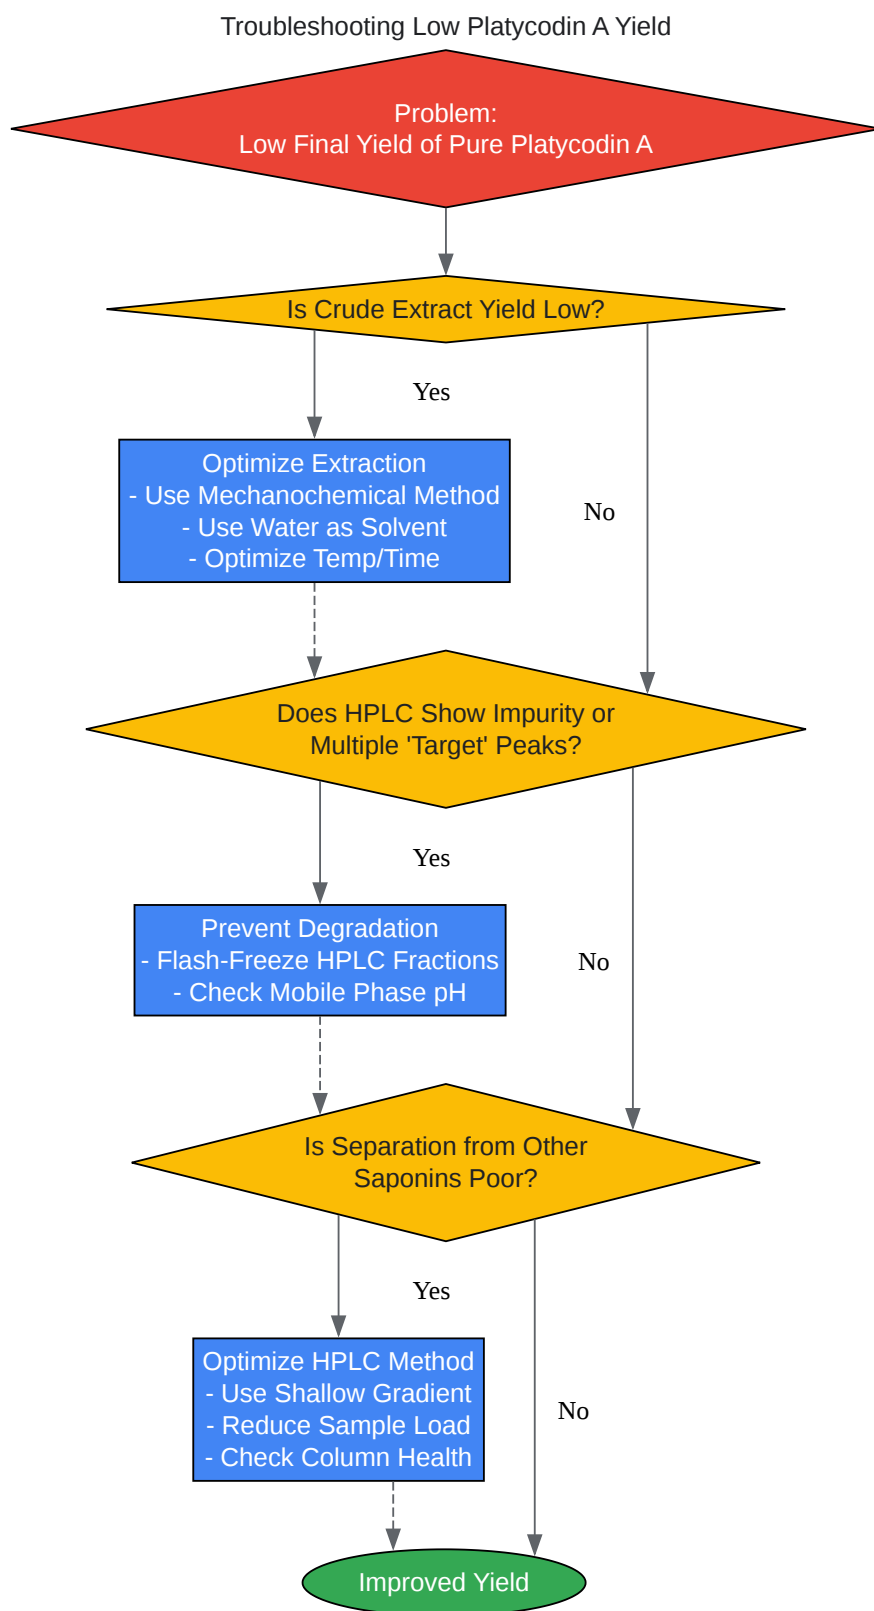 Troubleshooting Low Platycodin A Yield
Problem:
Low Final Yield of Pure Platycodin A
Is Crude Extract Yield Low?
Yes
Optimize Extraction
- Use Mechanochemical Method
- Use Water as Solvent
- Optimize Temp/Time
No
Does HPLC Show Impurity or
Multiple 'Target' Peaks?
Yes
Prevent Degradation
- Flash-Freeze HPLC Fractions
- Check Mobile Phase pH
No
Is Separation from Other
Saponins Poor?
Yes
Optimize HPLC Method
- Use Shallow Gradient
- Reduce Sample Load
- Check Column Health
No
Improved Yield